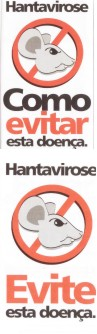 Hantavirose
Como
evitar
esta doença.
Hantavirose
Evite
esta doença.